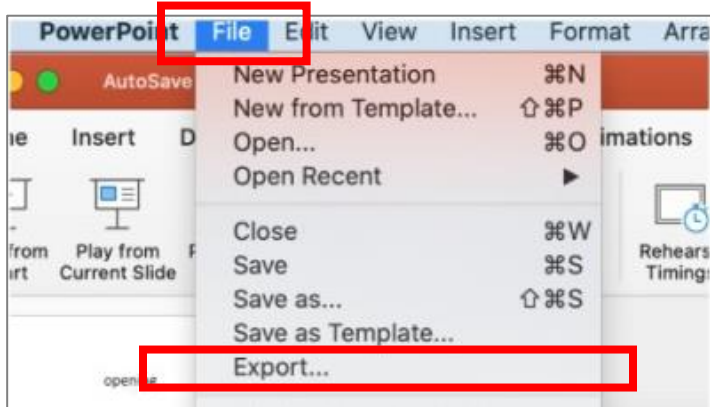 PowerPoint File Edit View Insert Format Arra
AutoSave
New Presentation ⌘N
New from Template... ⇧⌘P
Open... ⌘O
Open Recent ▶
Close ⌘W
Save ⌘S
Save as... ⇧⌘S
Save as Template...
Export...
Insert D
imations
from
Play from
Current Slide
Rehears
Timing
opening